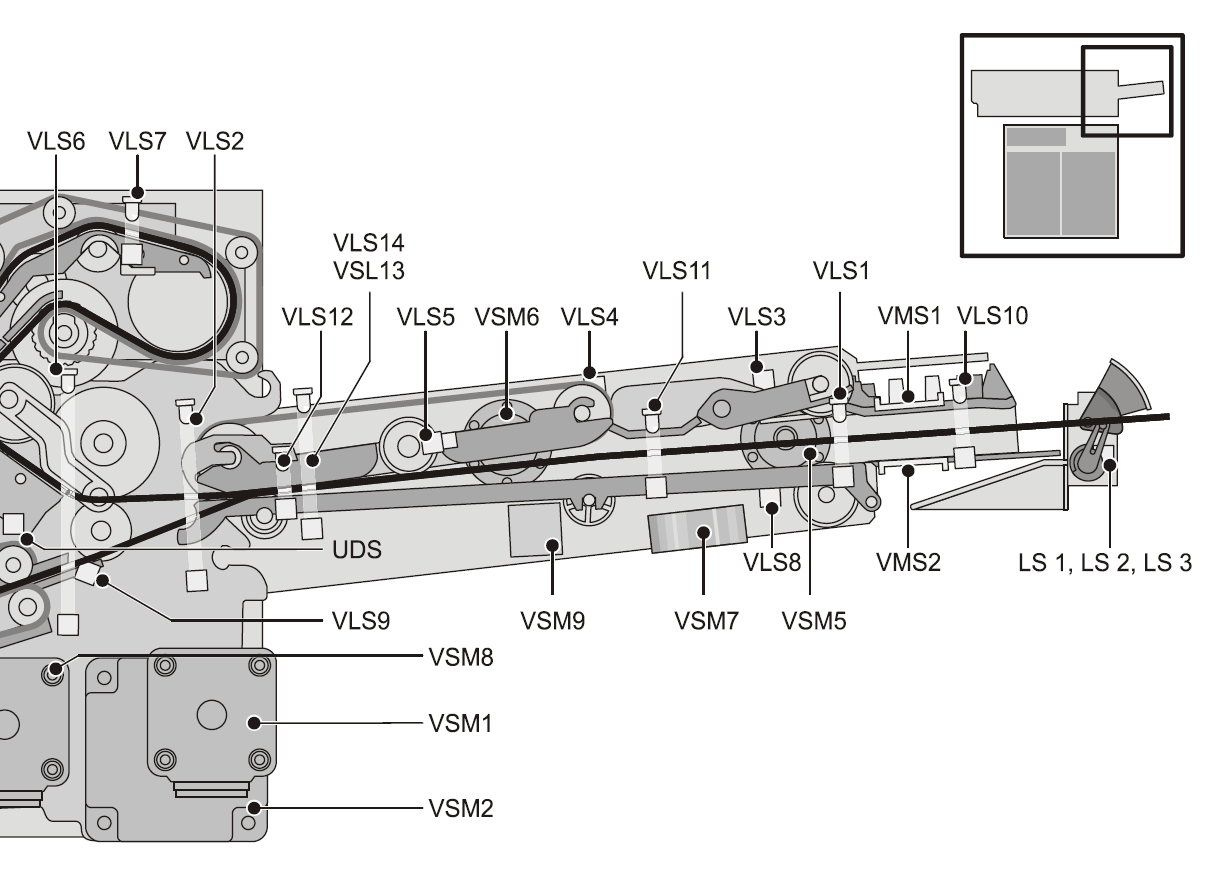 VLS6 VLS7 VLS2
VLS14
VSL13
VLS11 VLS1
VLS12 VLS5 VSM6 VLS4 VLS3 VMS1 VLS10
UDS
VLS8 VMS2 LS 1, LS 2, LS 3
VLS9 VSM9 VSM7 VSM5
VSM8
VSM1
VSM2